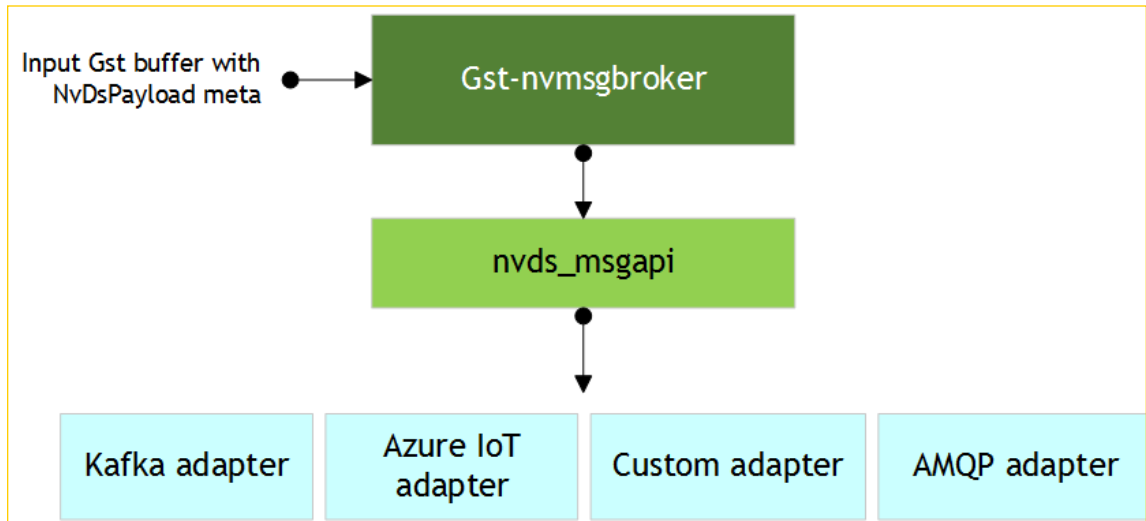 Input Gst buffer with
NvDsPayload meta
Gst-nvmsgbroker
nvds_msgapi
Kafka adapter
Azure IoT
adapter
Custom adapter
AMQP adapter